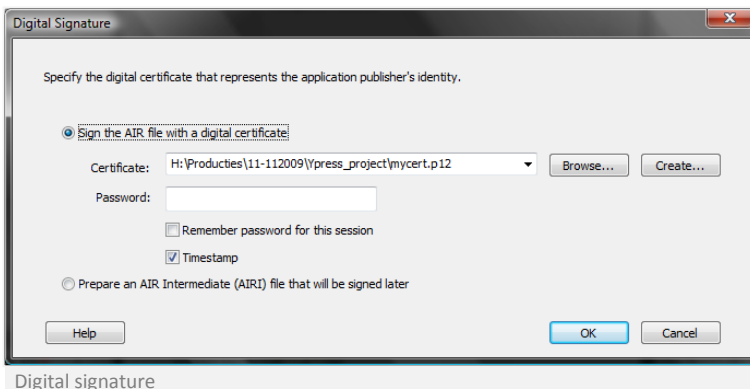 Digital Signature
Specify the digital certificate that represents the application publisher's identity.
Sign the AIR file with a digital certificate
Certificate: H:\Producties\11-112009\Ypress_project\mycert.p12 Browse... Create...
Password:
Remember password for this session
Timestamp
Prepare an AIR Intermediate (AIRI) file that will be signed later
Help OK Cancel
Digital signature